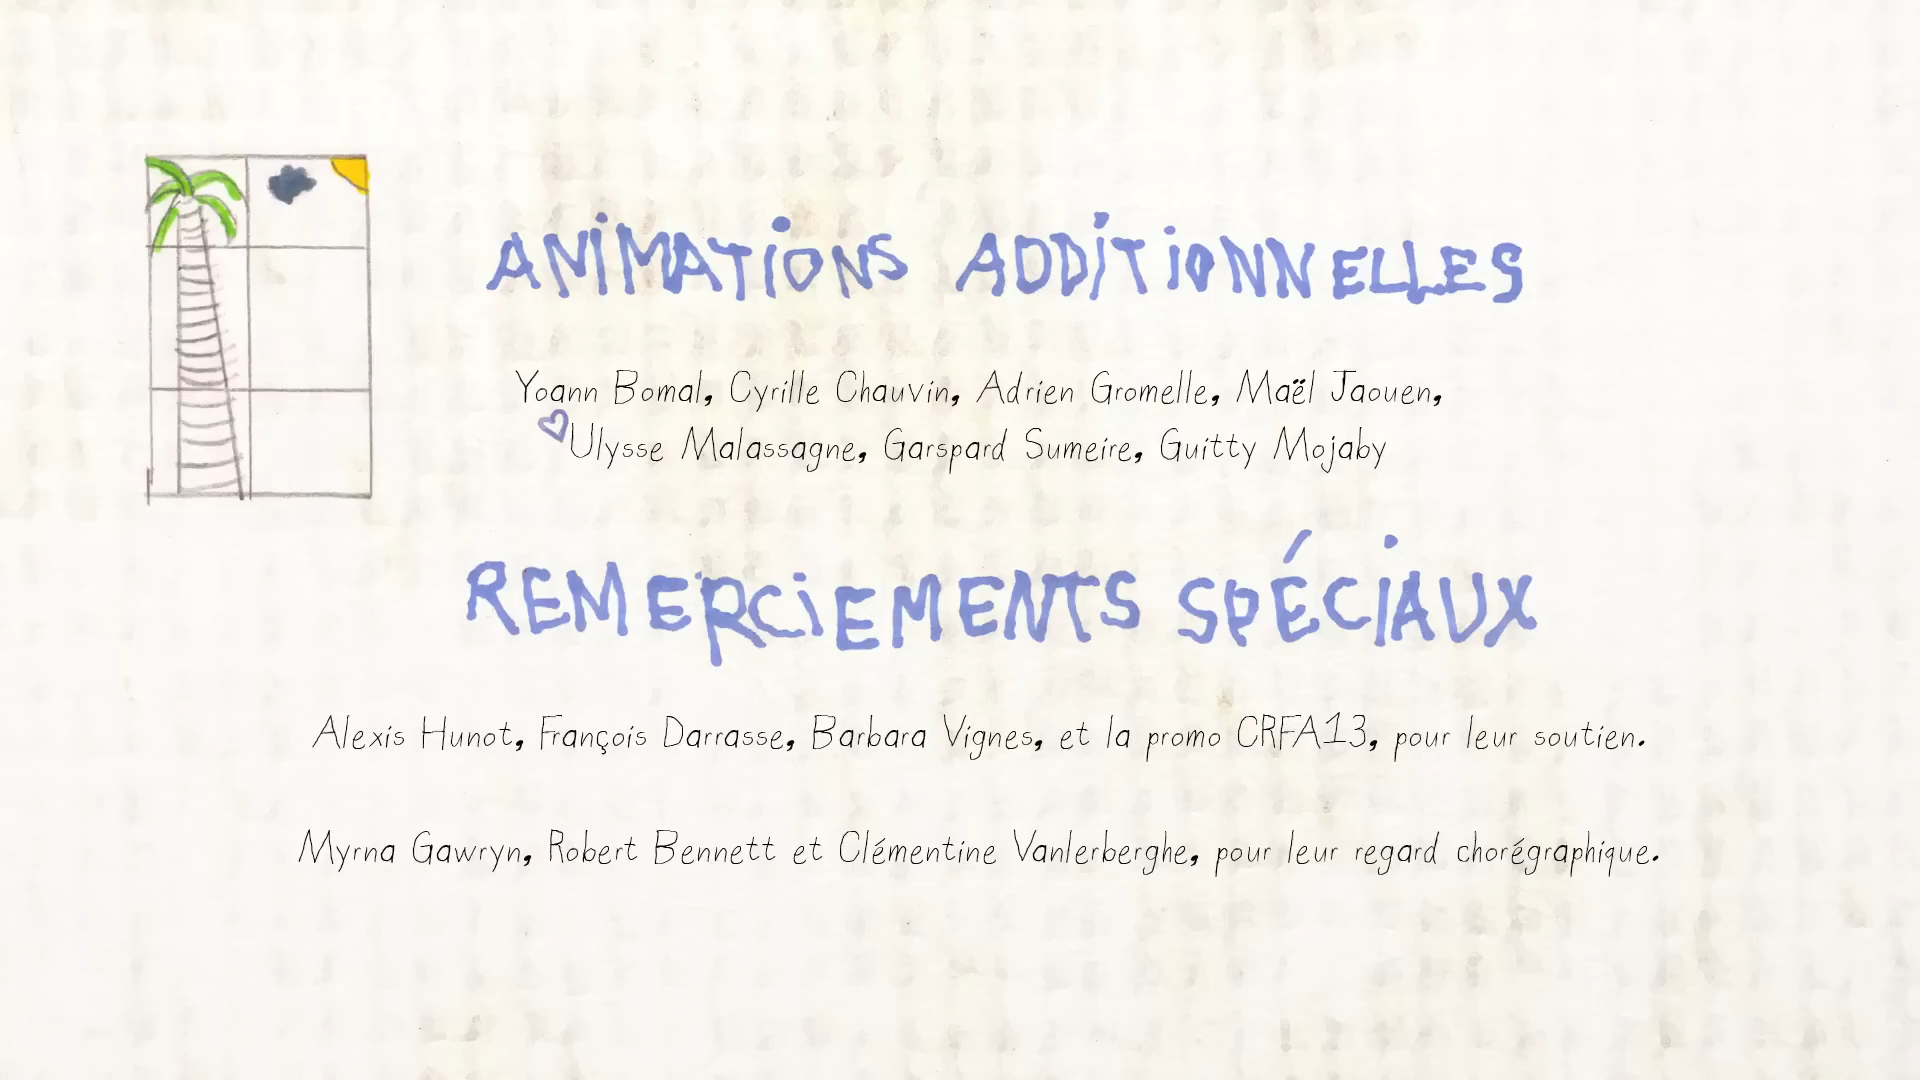 ANiMATiONS ADDiTiONNELLES
Yoann Bomal, Cyrille Chauvin, Adrien Gromelle, Maël Jaouen,
Ulysse Malassagne, Garspard Sumeire, Guitty Mojaby
REMERCiEMENTS SPÉCiAUX
Alexis Hunot, François Darrasse, Barbara Vignes, et la promo CRFA13, pour leur soutien.
Myrna Gawryn, Robert Bennett et Clémentine Vanlerberghe, pour leur regard chorégraphique.